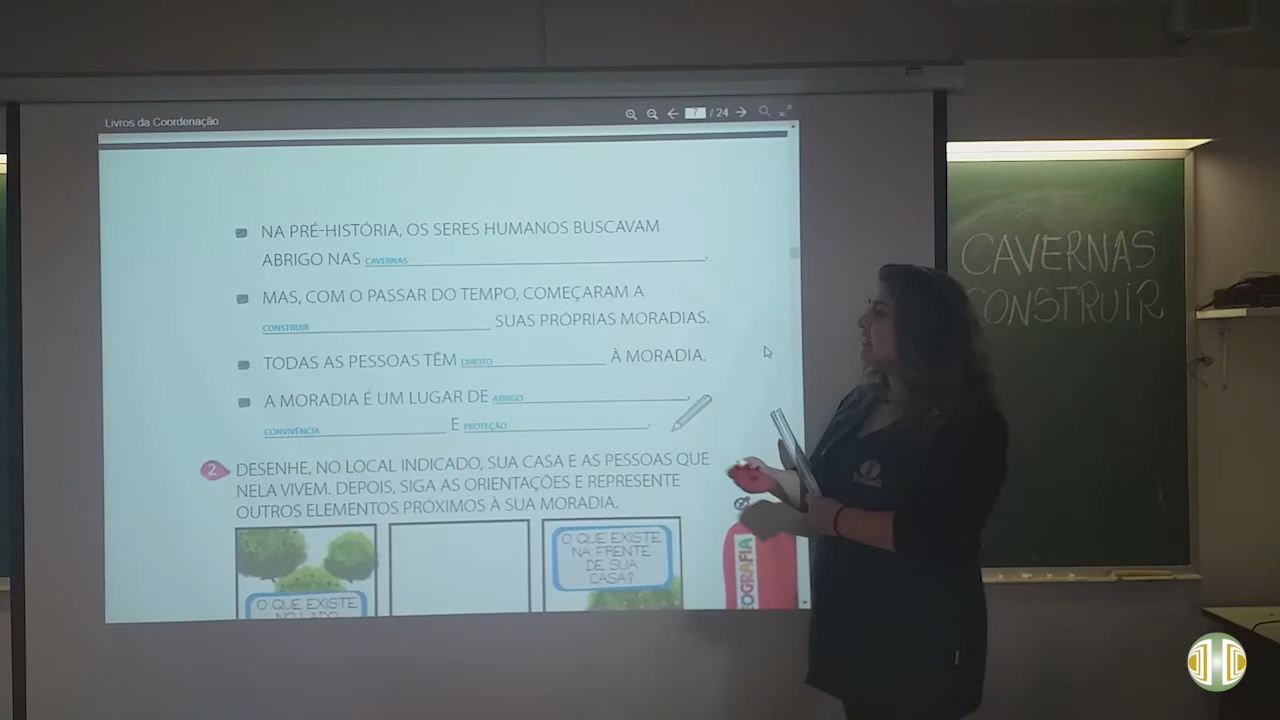 Livros da Coordenação
7 / 24
NA PRÉ-HISTÓRIA, OS SERES HUMANOS BUSCAVAM
ABRIGO NAS CAVERNAS.
MAS, COM O PASSAR DO TEMPO, COMEÇARAM A
CONSTRUIR SUAS PRÓPRIAS MORADIAS.
TODAS AS PESSOAS TÊM DIREITO À MORADIA.
A MORADIA É UM LUGAR DE ABRIGO,
CONVIVÊNCIA E PROTEÇÃO.
2 DESENHE, NO LOCAL INDICADO, SUA CASA E AS PESSOAS QUE
NELA VIVEM. DEPOIS, SIGA AS ORIENTAÇÕES E REPRESENTE
OUTROS ELEMENTOS PRÓXIMOS À SUA MORADIA.
O QUE EXISTE
NO LADO
O QUE EXISTE
NA FRENTE
DE SUA
CASA?
OGRAFIA
CAVERNAS
CONSTRUIR